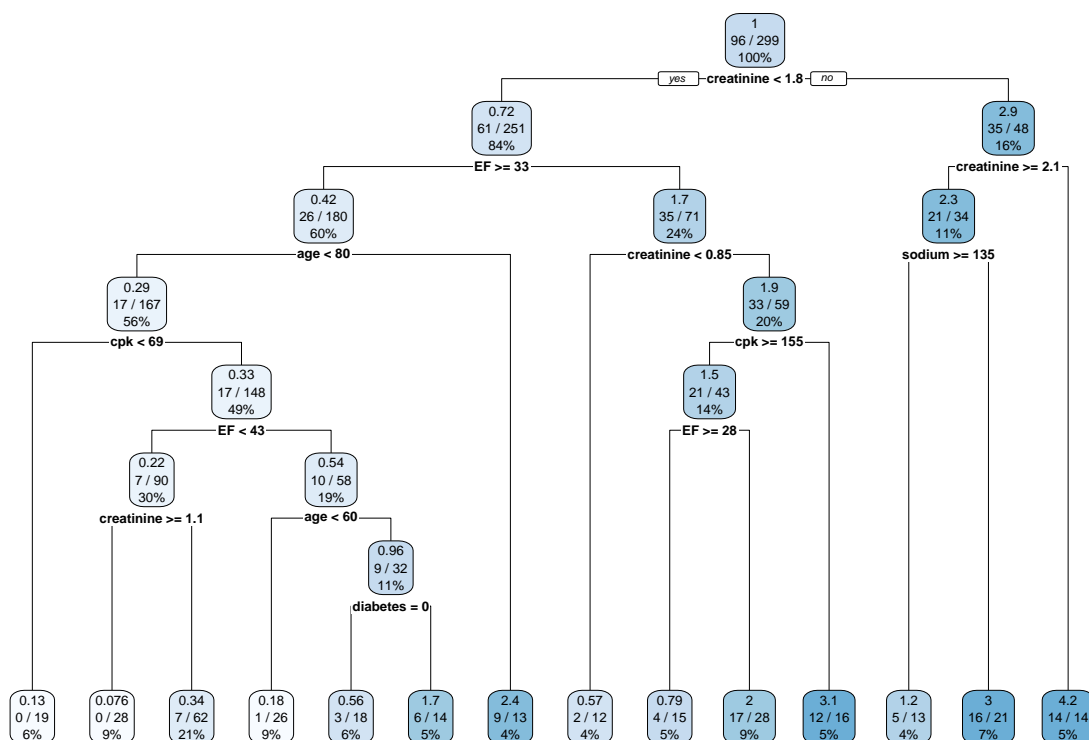 1
96 / 299
100%
yes creatinine < 1.8 no
0.72
61 / 251
84%
EF >= 33
2.9
35 / 48
16%
creatinine >= 2.1
0.42
26 / 180
60%
age < 80
1.7
35 / 71
24%
creatinine < 0.85
2.3
21 / 34
11%
sodium >= 135
0.29
17 / 167
56%
cpk < 69
1.9
33 / 59
20%
cpk >= 155
0.33
17 / 148
49%
EF < 43
1.5
21 / 43
14%
EF >= 28
0.22
7 / 90
30%
creatinine >= 1.1
0.54
10 / 58
19%
age < 60
0.96
9 / 32
11%
diabetes = 0
0.13
0 / 19
6%
0.076
0 / 28
9%
0.34
7 / 62
21%
0.18
1 / 26
9%
0.56
3 / 18
6%
1.7
6 / 14
5%
2.4
9 / 13
4%
0.57
2 / 12
4%
0.79
4 / 15
5%
2
17 / 28
9%
3.1
12 / 16
5%
1.2
5 / 13
4%
3
16 / 21
7%
4.2
14 / 14
5%